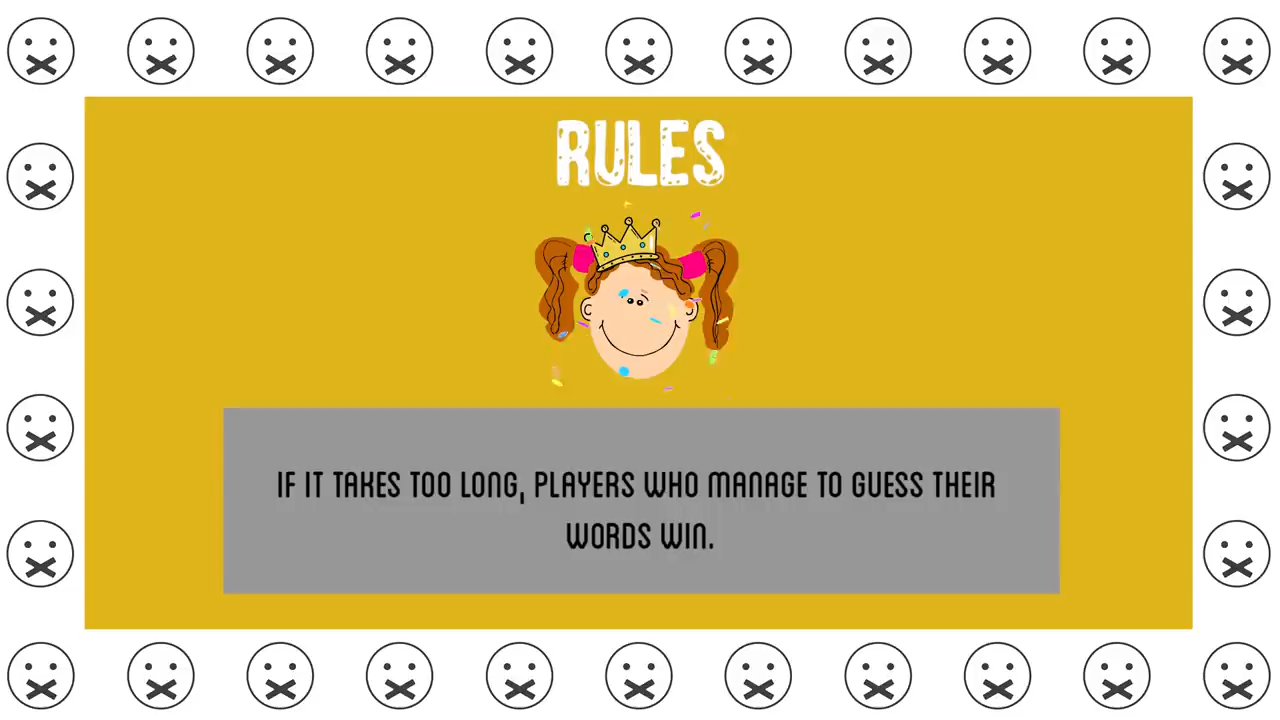 RULES
IF IT TAKES TOO LONG, PLAYERS WHO MANAGE TO GUESS THEIR
WORDS WIN.